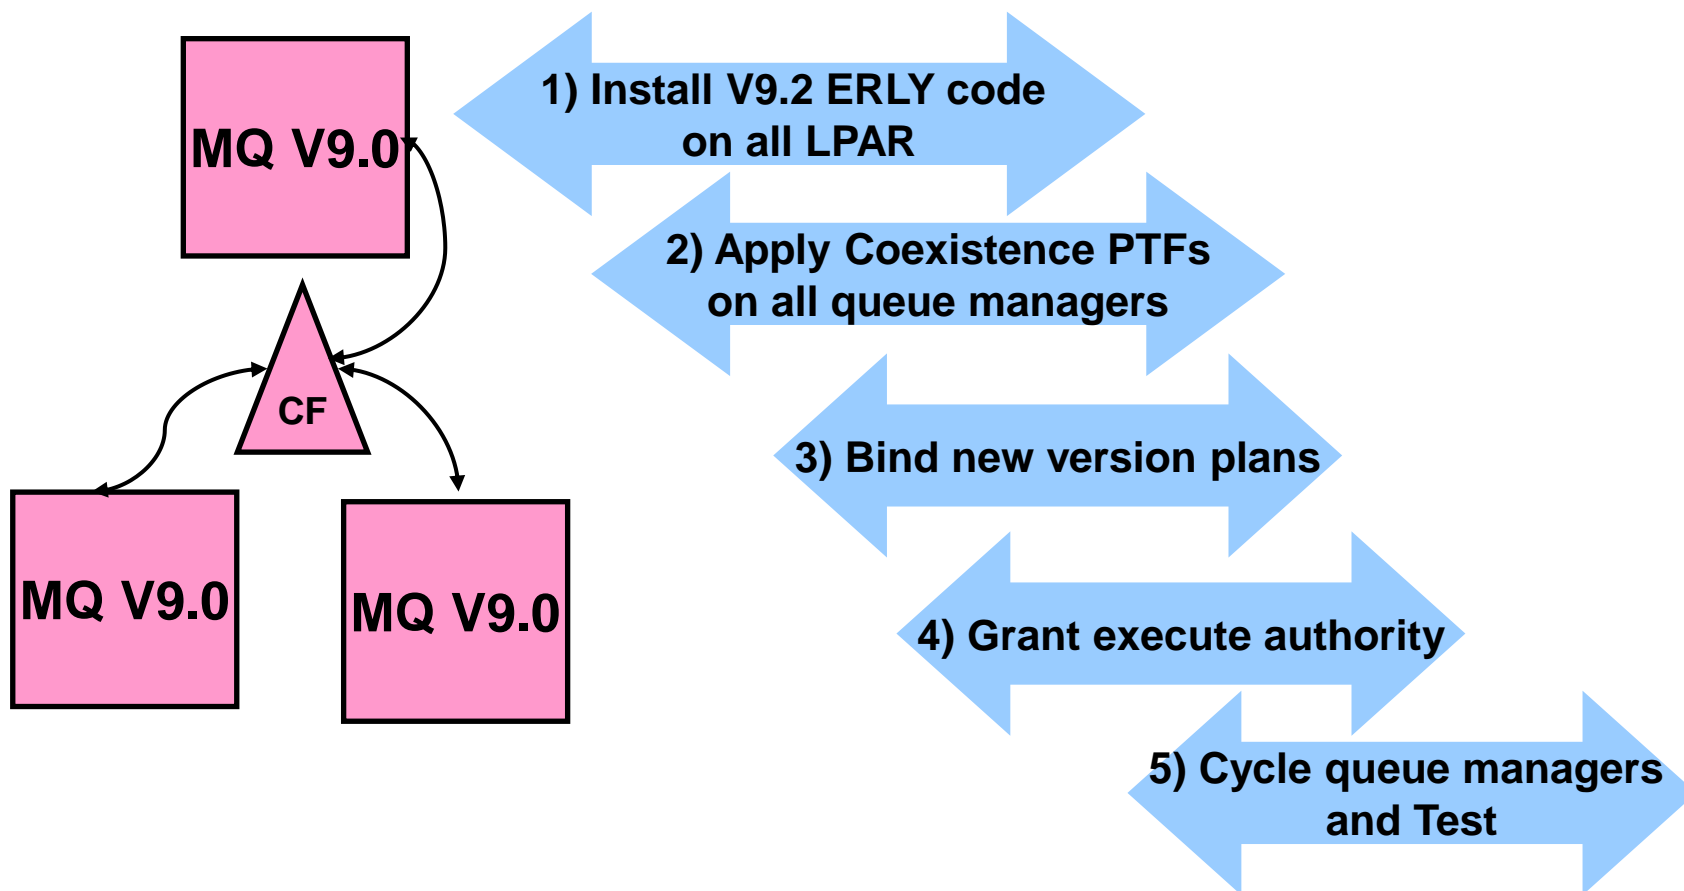 MQ V9.0
CF
MQ V9.0
MQ V9.0
1) Install V9.2 ERLY code
on all LPAR
2) Apply Coexistence PTFs
on all queue managers
3) Bind new version plans
4) Grant execute authority
5) Cycle queue managers
and Test